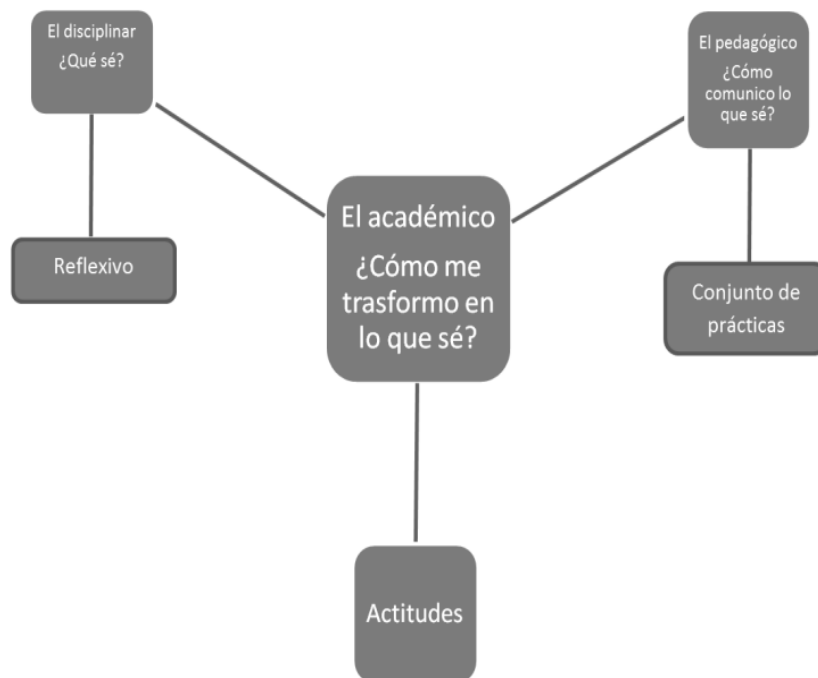 El disciplinar
¿Qué sé?
El pedagógico
¿Cómo
comunico lo
que sé?
El académico
¿Cómo me
trasformo en
lo que sé?
Reflexivo
Conjunto de
prácticas
Actitudes